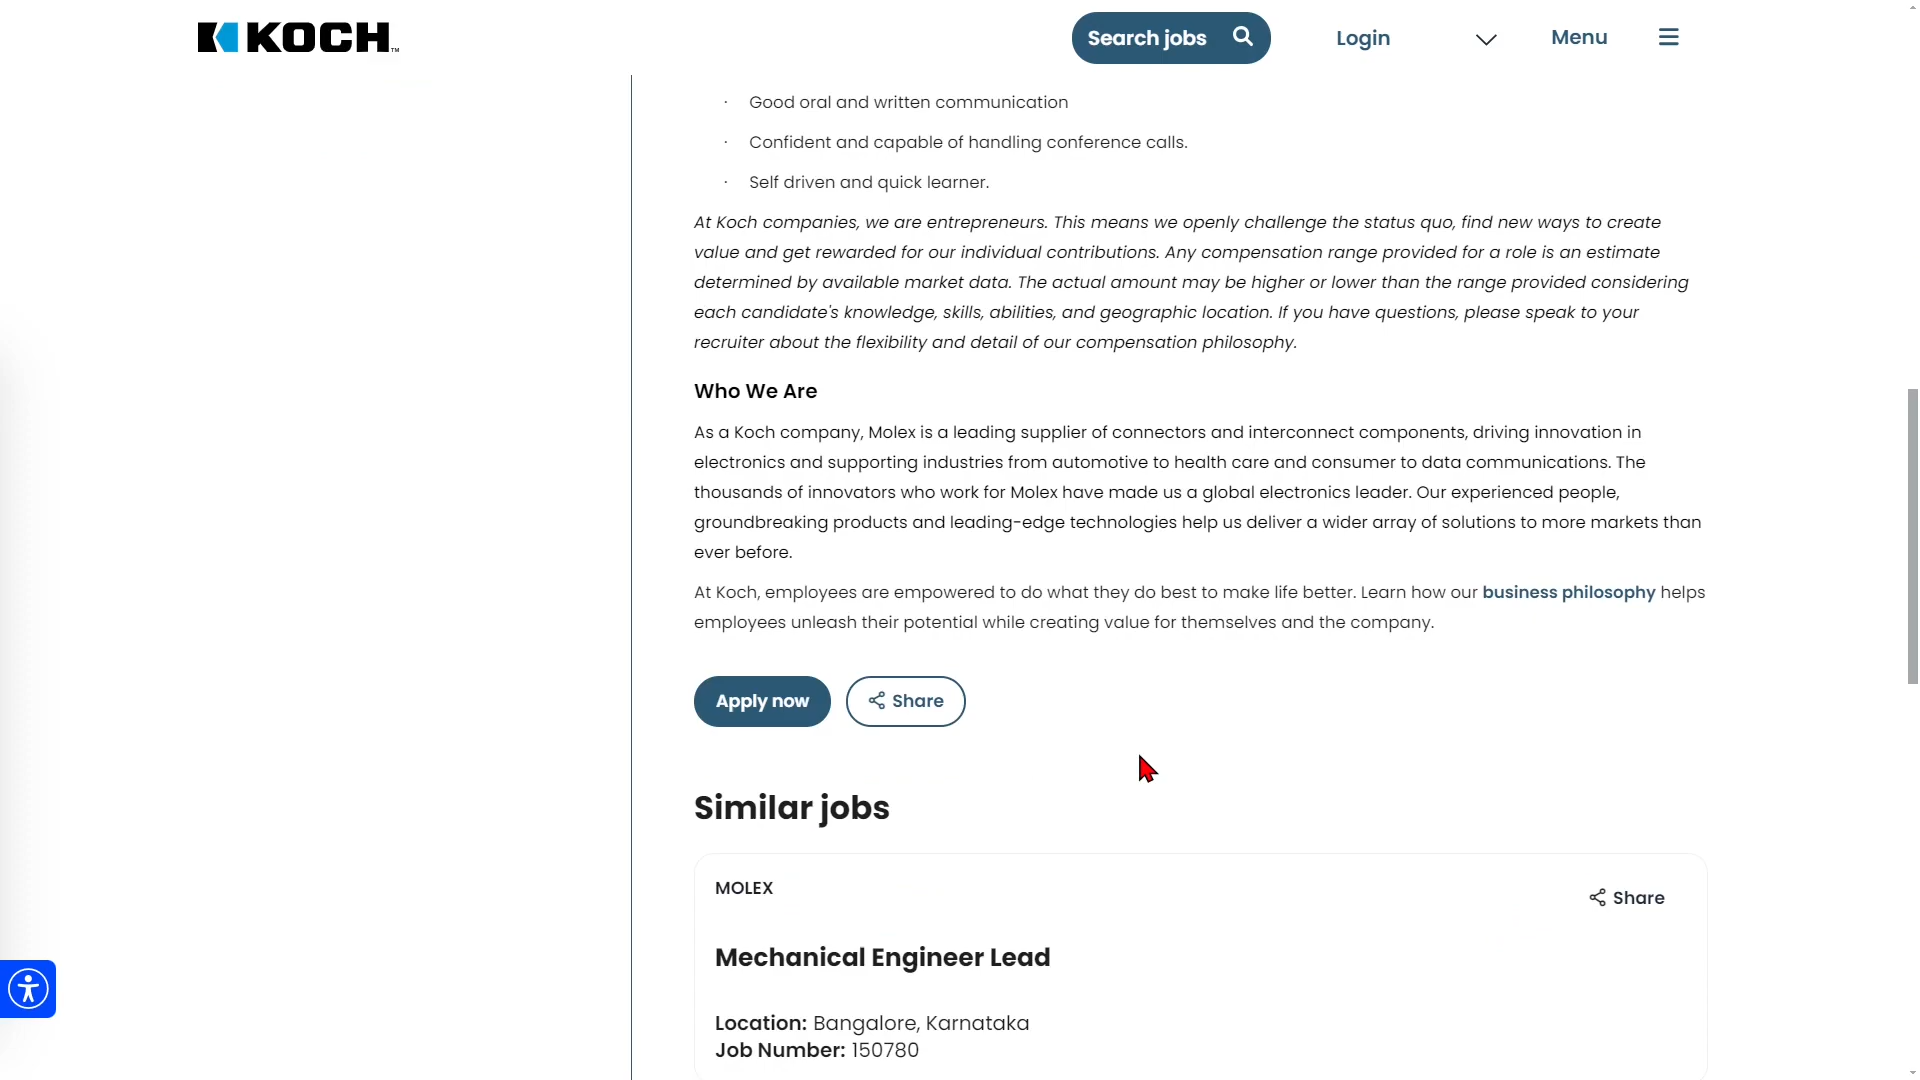 KOCH™
Search jobs
Login
Menu
· Good oral and written communication
· Confident and capable of handling conference calls.
· Self driven and quick learner.
At Koch companies, we are entrepreneurs. This means we openly challenge the status quo, find new ways to create
value and get rewarded for our individual contributions. Any compensation range provided for a role is an estimate
determined by available market data. The actual amount may be higher or lower than the range provided considering
each candidate's knowledge, skills, abilities, and geographic location. If you have questions, please speak to your
recruiter about the flexibility and detail of our compensation philosophy.
Who We Are
As a Koch company, Molex is a leading supplier of connectors and interconnect components, driving innovation in
electronics and supporting industries from automotive to health care and consumer to data communications. The
thousands of innovators who work for Molex have made us a global electronics leader. Our experienced people,
groundbreaking products and leading-edge technologies help us deliver a wider array of solutions to more markets than
ever before.
At Koch, employees are empowered to do what they do best to make life better. Learn how our business philosophy helps
employees unleash their potential while creating value for themselves and the company.
Apply now
Share
Similar jobs
MOLEX
Share
Mechanical Engineer Lead
Location: Bangalore, Karnataka
Job Number: 150780